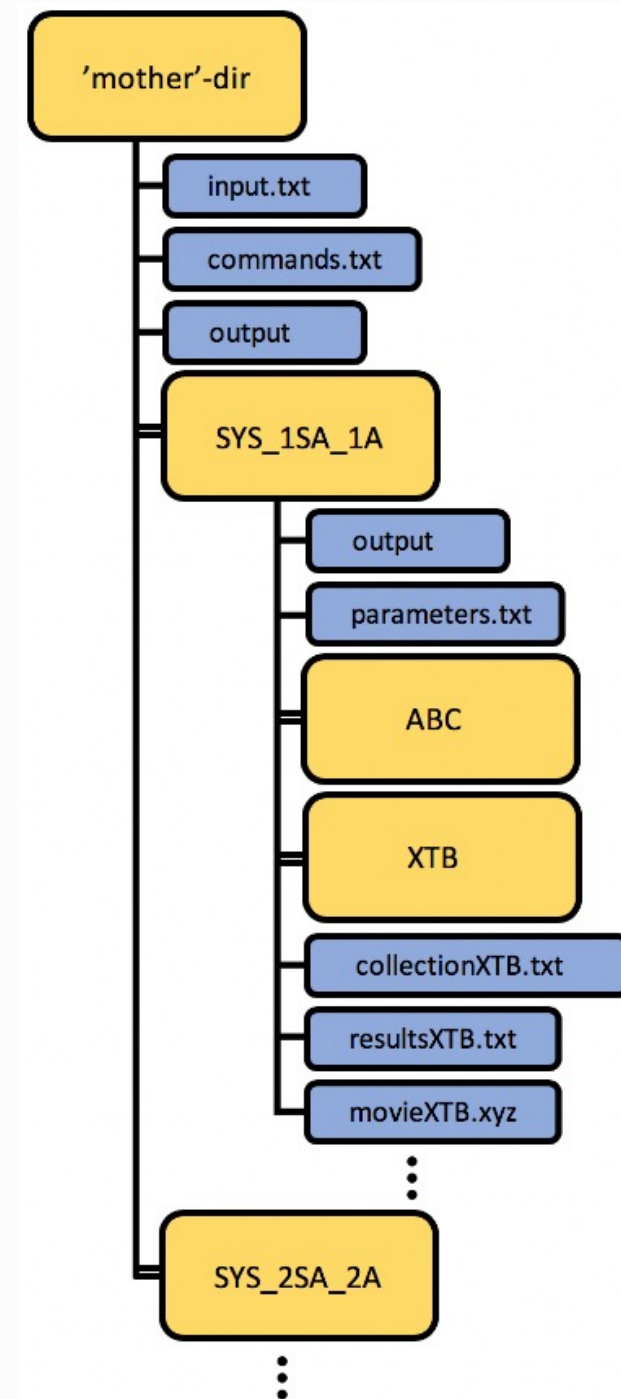 ’mother’-dir
input.txt
commands.txt
output
SYS_1SA_1A
output
parameters.txt
ABC
XTB
collectionXTB.txt
resultsXTB.txt
movieXTB.xyz
SYS_2SA_2A